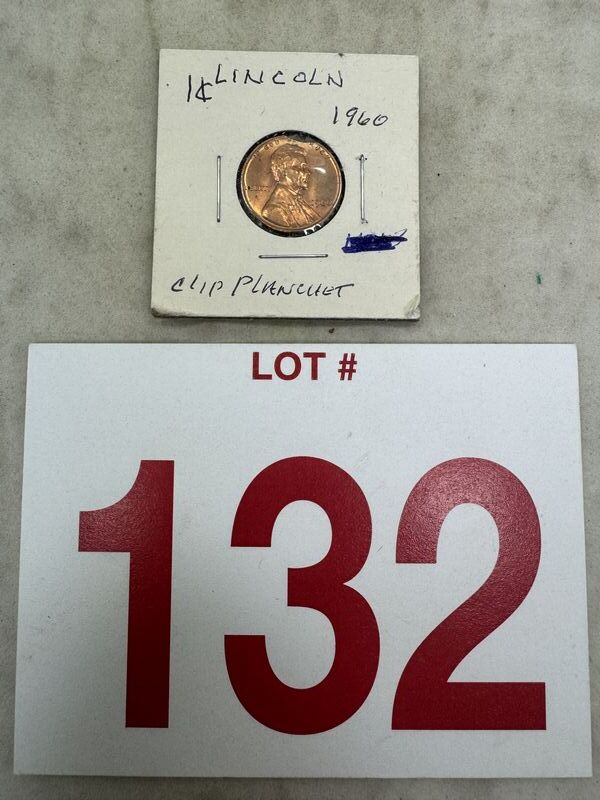 1¢ LINCOLN
1960
CLIP PLANCHET
LOT #
132